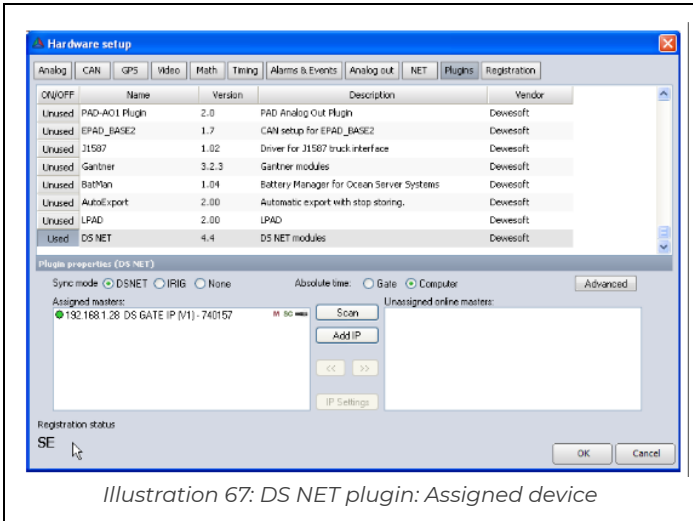 Hardware setup
Analog CAN GPS Video Math Timing Alarms & Events Analog out NET Plugins Registration
ON/OFF Name Version Description Vendor
Unused PAD-AO1 Plugin 2.0 PAD Analog Out Plugin Dewesoft
Unused EPAD_BASE2 1.7 CAN setup for EPAD_BASE2 Dewesoft
Unused J1587 1.02 Driver for J1587 truck interface Dewesoft
Unused Gantner 3.2.3 Gantner modules Dewesoft
Unused BatMan 1.04 Battery Manager for Ocean Server Systems Dewesoft
Unused AutoExport 2.00 Automatic export with stop storing. Dewesoft
Unused LPAD 2.00 LPAD Dewesoft
Used DS NET 4.4 DS NET modules Dewesoft
Plugin properties (DS NET)
Sync mode DSNET IRIG None Absolute time: Gate Computer Advanced
Assigned masters: Unassigned online masters:
192.168.1.28 DS GATE IP (V1) - 740157 M SC Scan
Add IP
<< >>
IP Settings
Registration status
SE
OK Cancel
Illustration 67: DS NET plugin: Assigned device